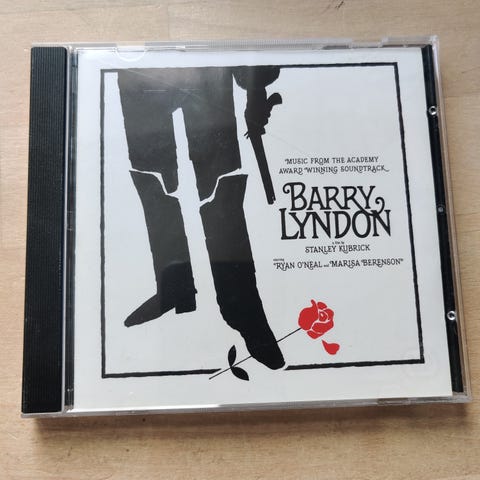 MUSIC FROM THE ACADEMY
AWARD WINNING SOUNDTRACK
BARRY
LYNDON
a film by
STANLEY KUBRICK
starring "RYAN O'NEAL and MARISA BERENSON"